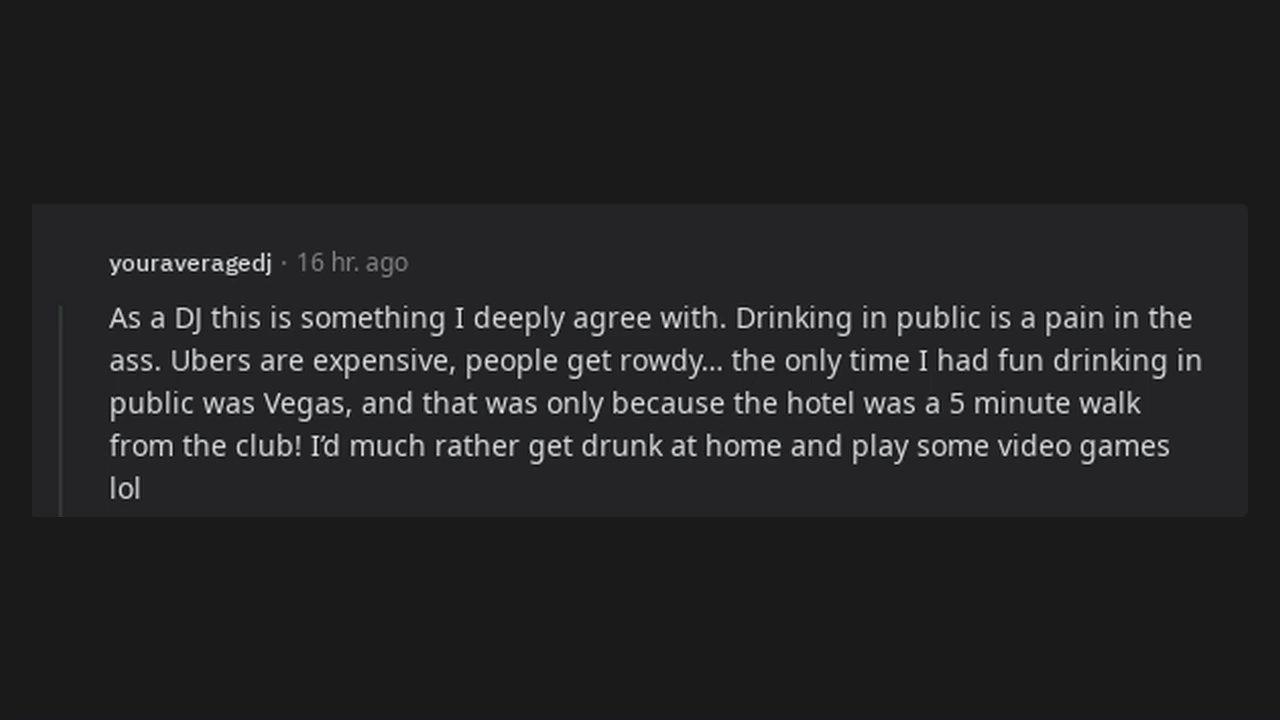 youraveragedj · 16 hr. ago
As a DJ this is something I deeply agree with. Drinking in public is a pain in the
ass. Ubers are expensive, people get rowdy... the only time I had fun drinking in
public was Vegas, and that was only because the hotel was a 5 minute walk
from the club! I'd much rather get drunk at home and play some video games
lol